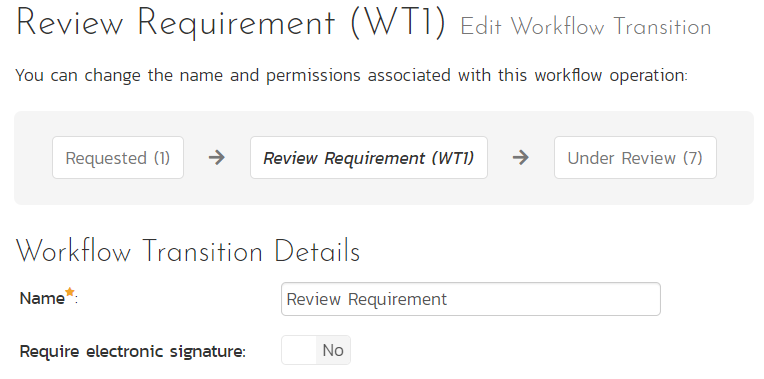 Review Requirement (WT1) Edit Workflow Transition
You can change the name and permissions associated with this workflow operation:
Requested (1) → Review Requirement (WT1) → Under Review (7)
Workflow Transition Details
Name★: Review Requirement
Require electronic signature: No